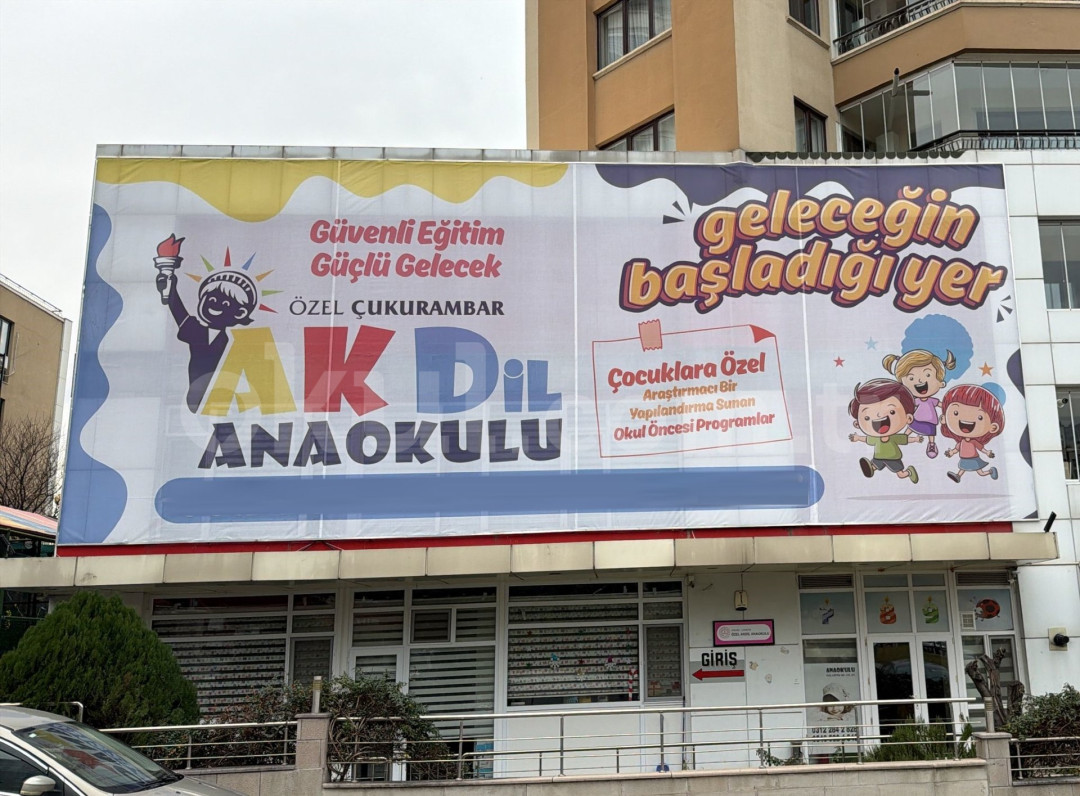 Güvenli Eğitim
Güçlü Gelecek
ÖZEL ÇUKURAMBAR
AK DİL
ANAOKULU
geleceğin
başladığı yer
Çocuklara Özel
Araştırmacı Bir
Yapılandırma Sunan
Okul Öncesi Programlar
GİRİŞ
ANAOKULU